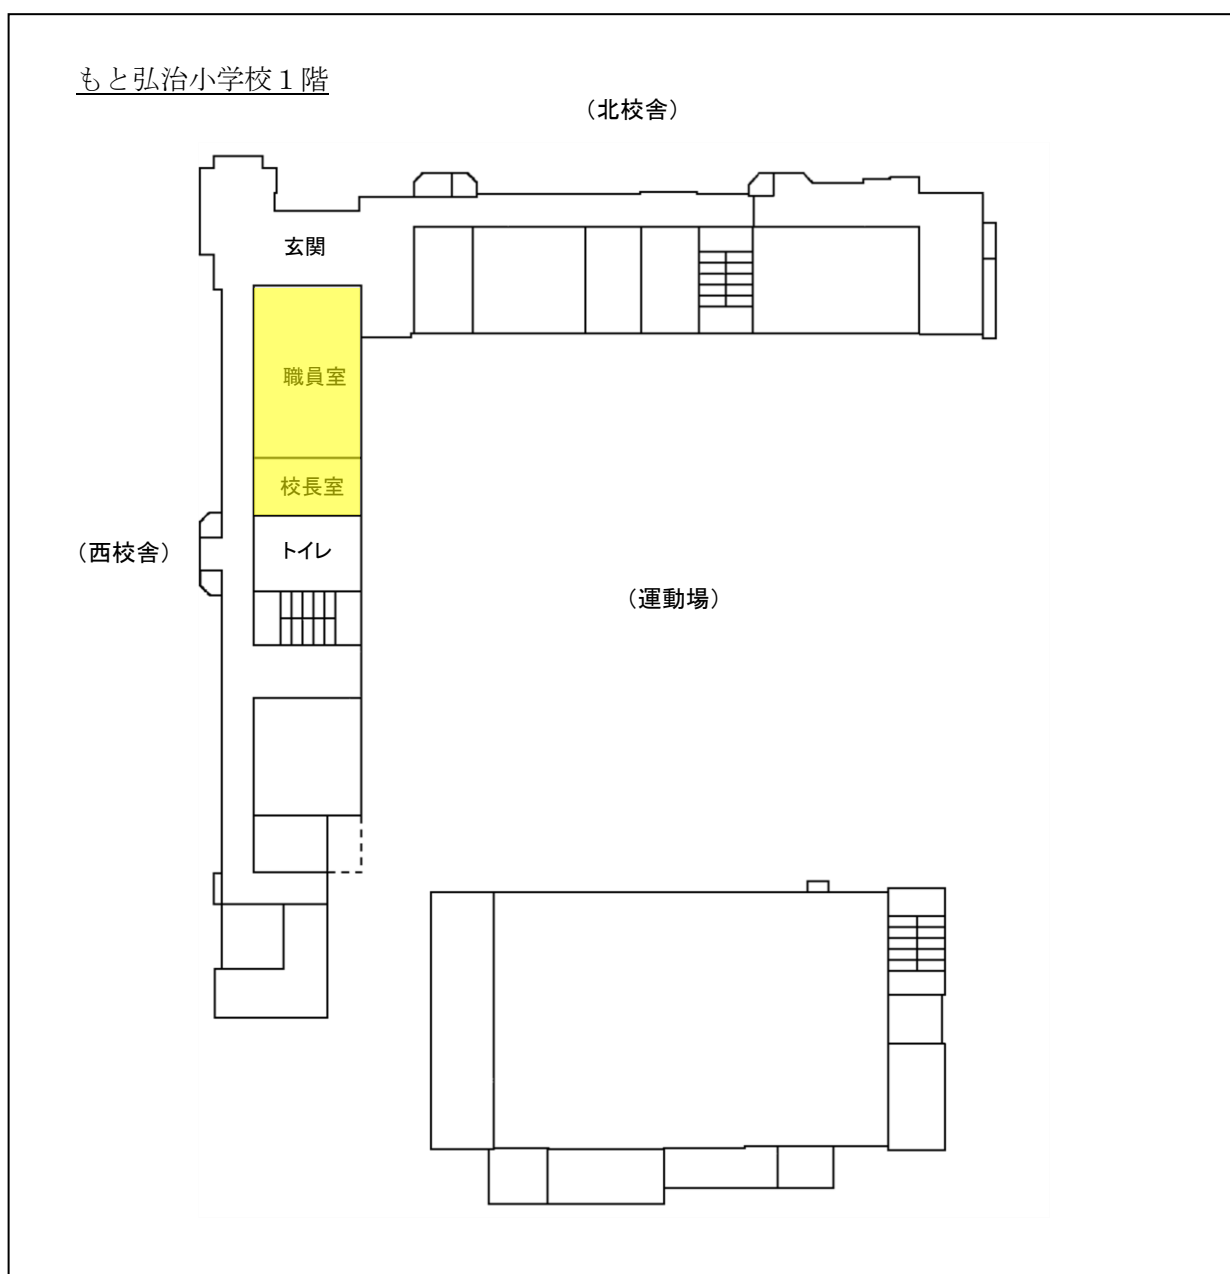 もと弘治小学校１階
（北校舎）
玄関
職員室
校長室
（西校舎）
トイレ
（運動場）